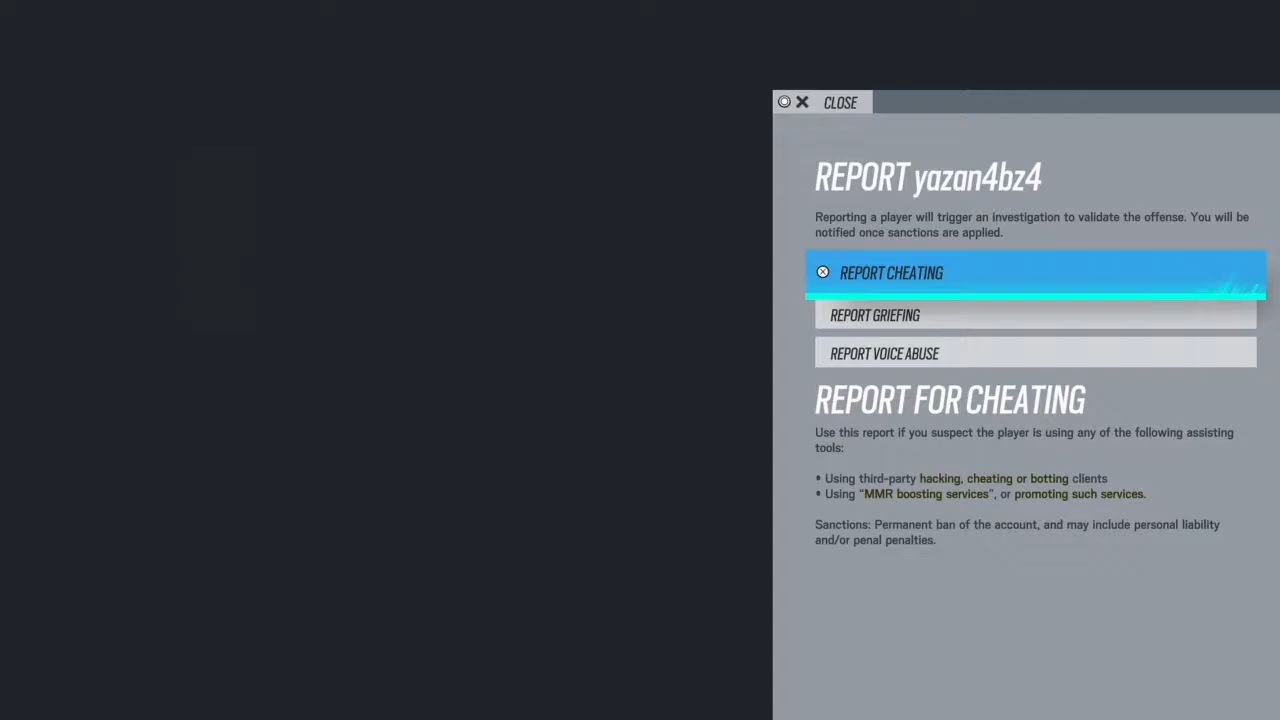 CLOSE
REPORT yazan4bz4
Reporting a player will trigger an investigation to validate the offense. You will be
notified once sanctions are applied.
REPORT CHEATING
REPORT GRIEFING
REPORT VOICE ABUSE
REPORT FOR CHEATING
Use this report if you suspect the player is using any of the following assisting
tools:
• Using third-party hacking, cheating or botting clients
• Using “MMR boosting services”, or promoting such services.
Sanctions: Permanent ban of the account, and may include personal liability
and/or penal penalties.